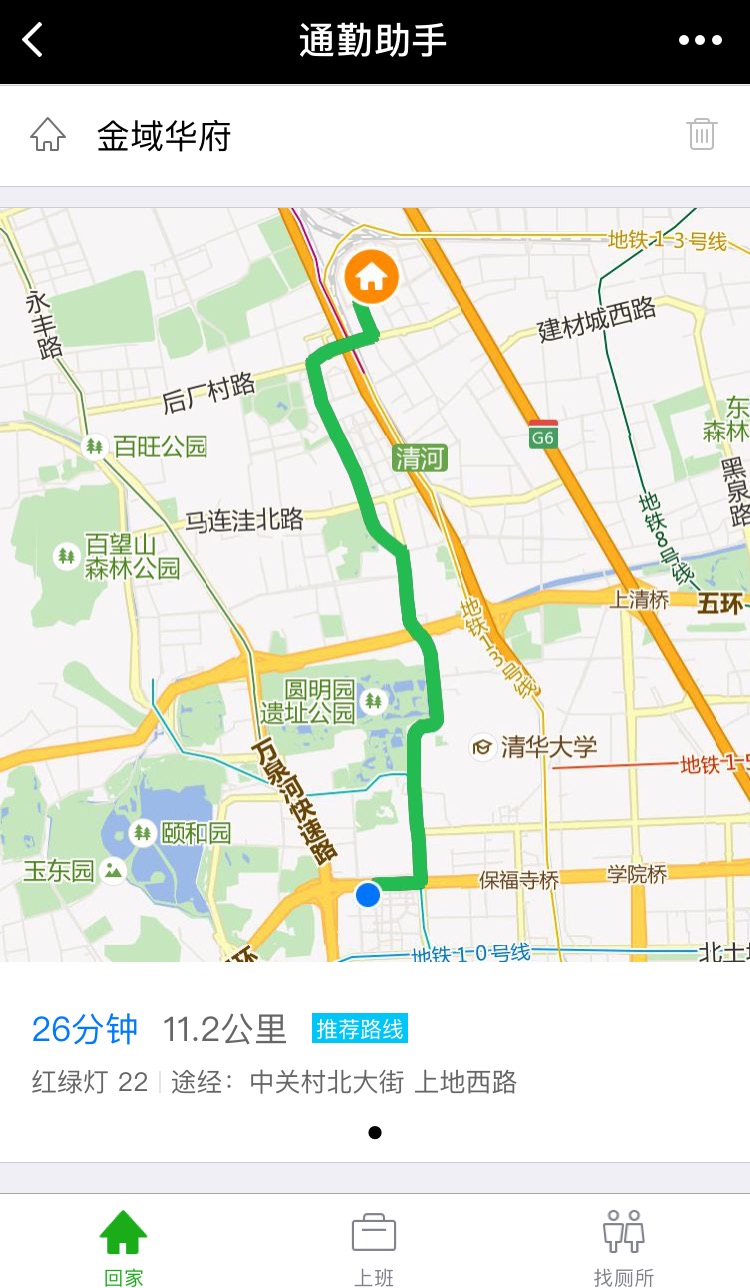 通勤助手
金域华府
地铁13号线
永丰路
建材城西路
后厂村路
东
森林
百旺公园
G6
清河
黑泉路
马连洼北路
地铁8号线
百望山
森林公园
上清桥
五环
地铁13号线
圆明园
遗址公园
清华大学
万泉河快速路
地铁15
颐和园
玉东园
保福寺桥
学院桥
地铁10号线
北土城
环
26分钟 11.2公里 推荐路线
红绿灯 22 途经：中关村北大街 上地西路
回家
上班
找厕所